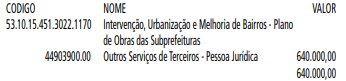 CODIGO NOME VALOR
53.10.15.451.3022.1170 Intervenção, Urbanização e Melhoria de Bairros - Plano
de Obras das Subprefeituras
44903900.00 Outros Serviços de Terceiros - Pessoa Jurídica 640.000,00
640.000,00